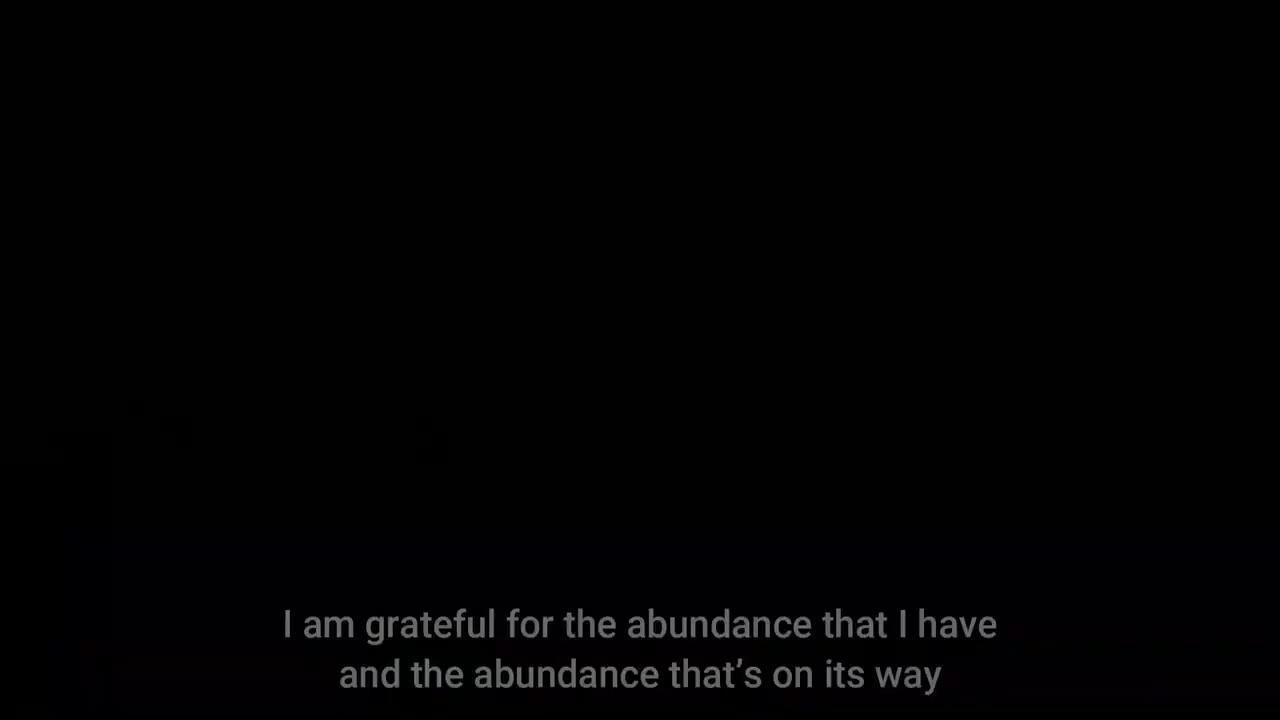 I am grateful for the abundance that I have
and the abundance that’s on its way